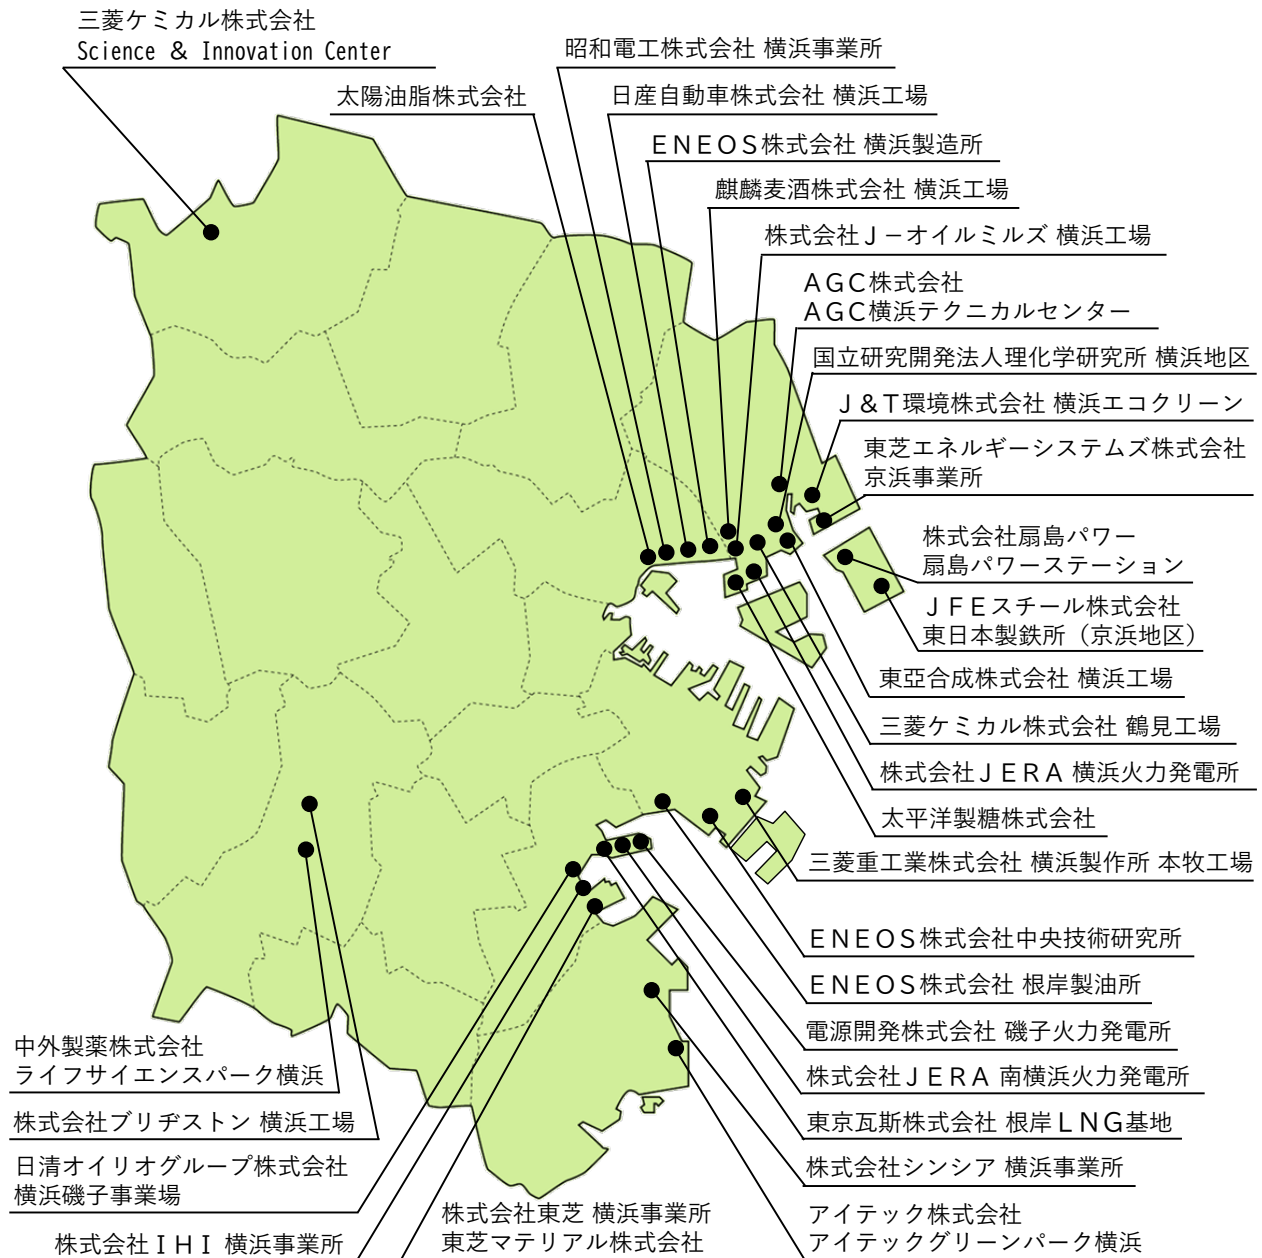 三菱ケミカル株式会社
Science & Innovation Center
昭和電工株式会社 横浜事業所
太陽油脂株式会社
日産自動車株式会社 横浜工場
ＥＮＥＯＳ株式会社 横浜製造所
麒麟麦酒株式会社 横浜工場
株式会社Ｊ－オイルミルズ 横浜工場
ＡＧＣ株式会社
ＡＧＣ横浜テクニカルセンター
国立研究開発法人理化学研究所 横浜地区
Ｊ＆Ｔ環境株式会社 横浜エコクリーン
東芝エネルギーシステムズ株式会社
京浜事業所
株式会社扇島パワー
扇島パワーステーション
ＪＦＥスチール株式会社
東日本製鉄所（京浜地区）
東亞合成株式会社 横浜工場
三菱ケミカル株式会社 鶴見工場
株式会社ＪＥＲＡ 横浜火力発電所
太平洋製糖株式会社
三菱重工業株式会社 横浜製作所 本牧工場
ＥＮＥＯＳ株式会社中央技術研究所
ＥＮＥＯＳ株式会社 根岸製油所
電源開発株式会社 磯子火力発電所
株式会社ＪＥＲＡ 南横浜火力発電所
東京瓦斯株式会社 根岸ＬＮＧ基地
株式会社シンシア 横浜事業所
アイテック株式会社
アイテックグリーンパーク横浜
中外製薬株式会社
ライフサイエンスパーク横浜
株式会社ブリヂストン 横浜工場
日清オイリオグループ株式会社
横浜磯子事業場
株式会社ＩＨＩ 横浜事業所
株式会社東芝 横浜事業所
東芝マテリアル株式会社